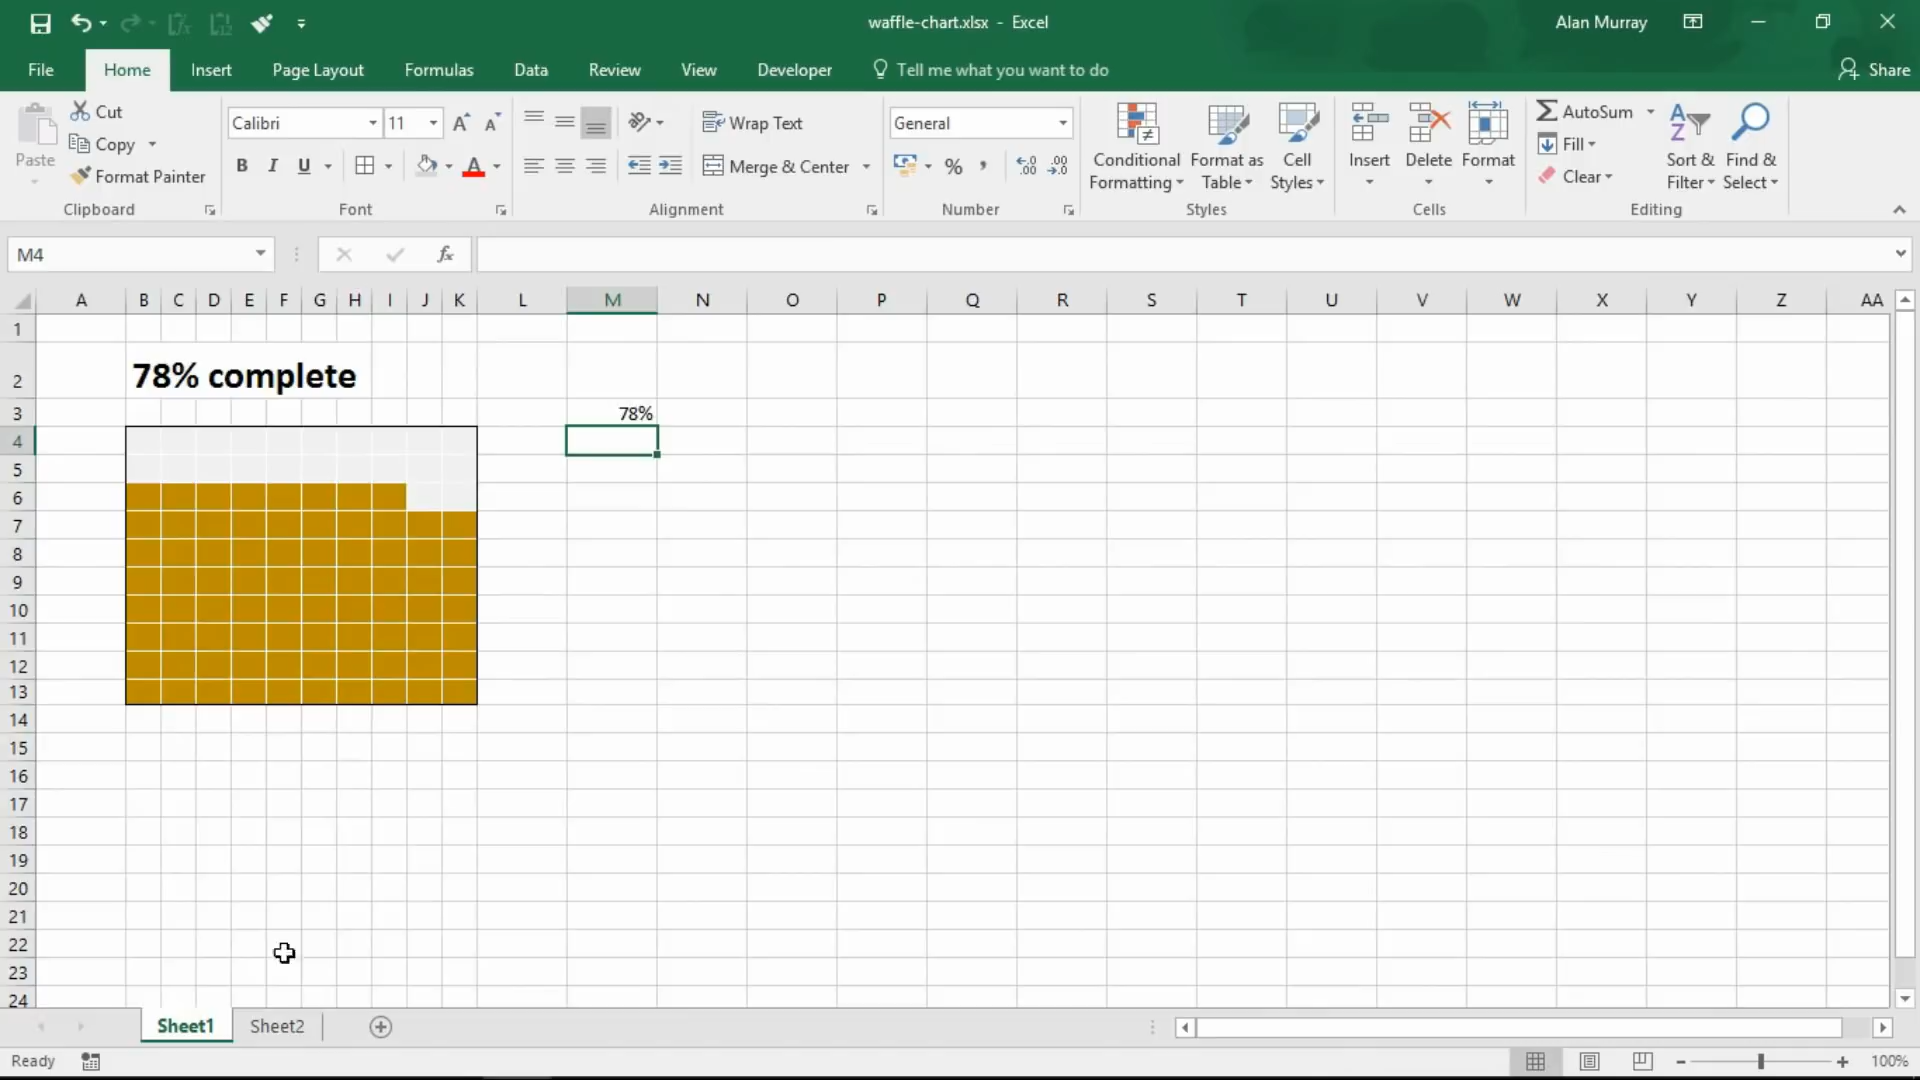 waffle-chart.xlsx - Excel
Alan Murray
File Home Insert Page Layout Formulas Data Review View Developer Tell me what you want to do Share
Paste
Cut
Copy
Format Painter
Clipboard
Calibri 11
B I U A
Font
Wrap Text
Merge & Center
Alignment
General
%
Number
Conditional Formatting
Format as Table
Cell Styles
Styles
Insert Delete Format
Cells
AutoSum
Fill
Clear
Sort & Filter
Find & Select
Editing
M4 fx
A B C D E F G H I J K L M N O P Q R S T U V W X Y Z AA
1
2 78% complete
3 78%
4
5
6
7
8
9
10
11
12
13
14
15
16
17
18
19
20
21
22
23
24
Sheet1 Sheet2
Ready
100%